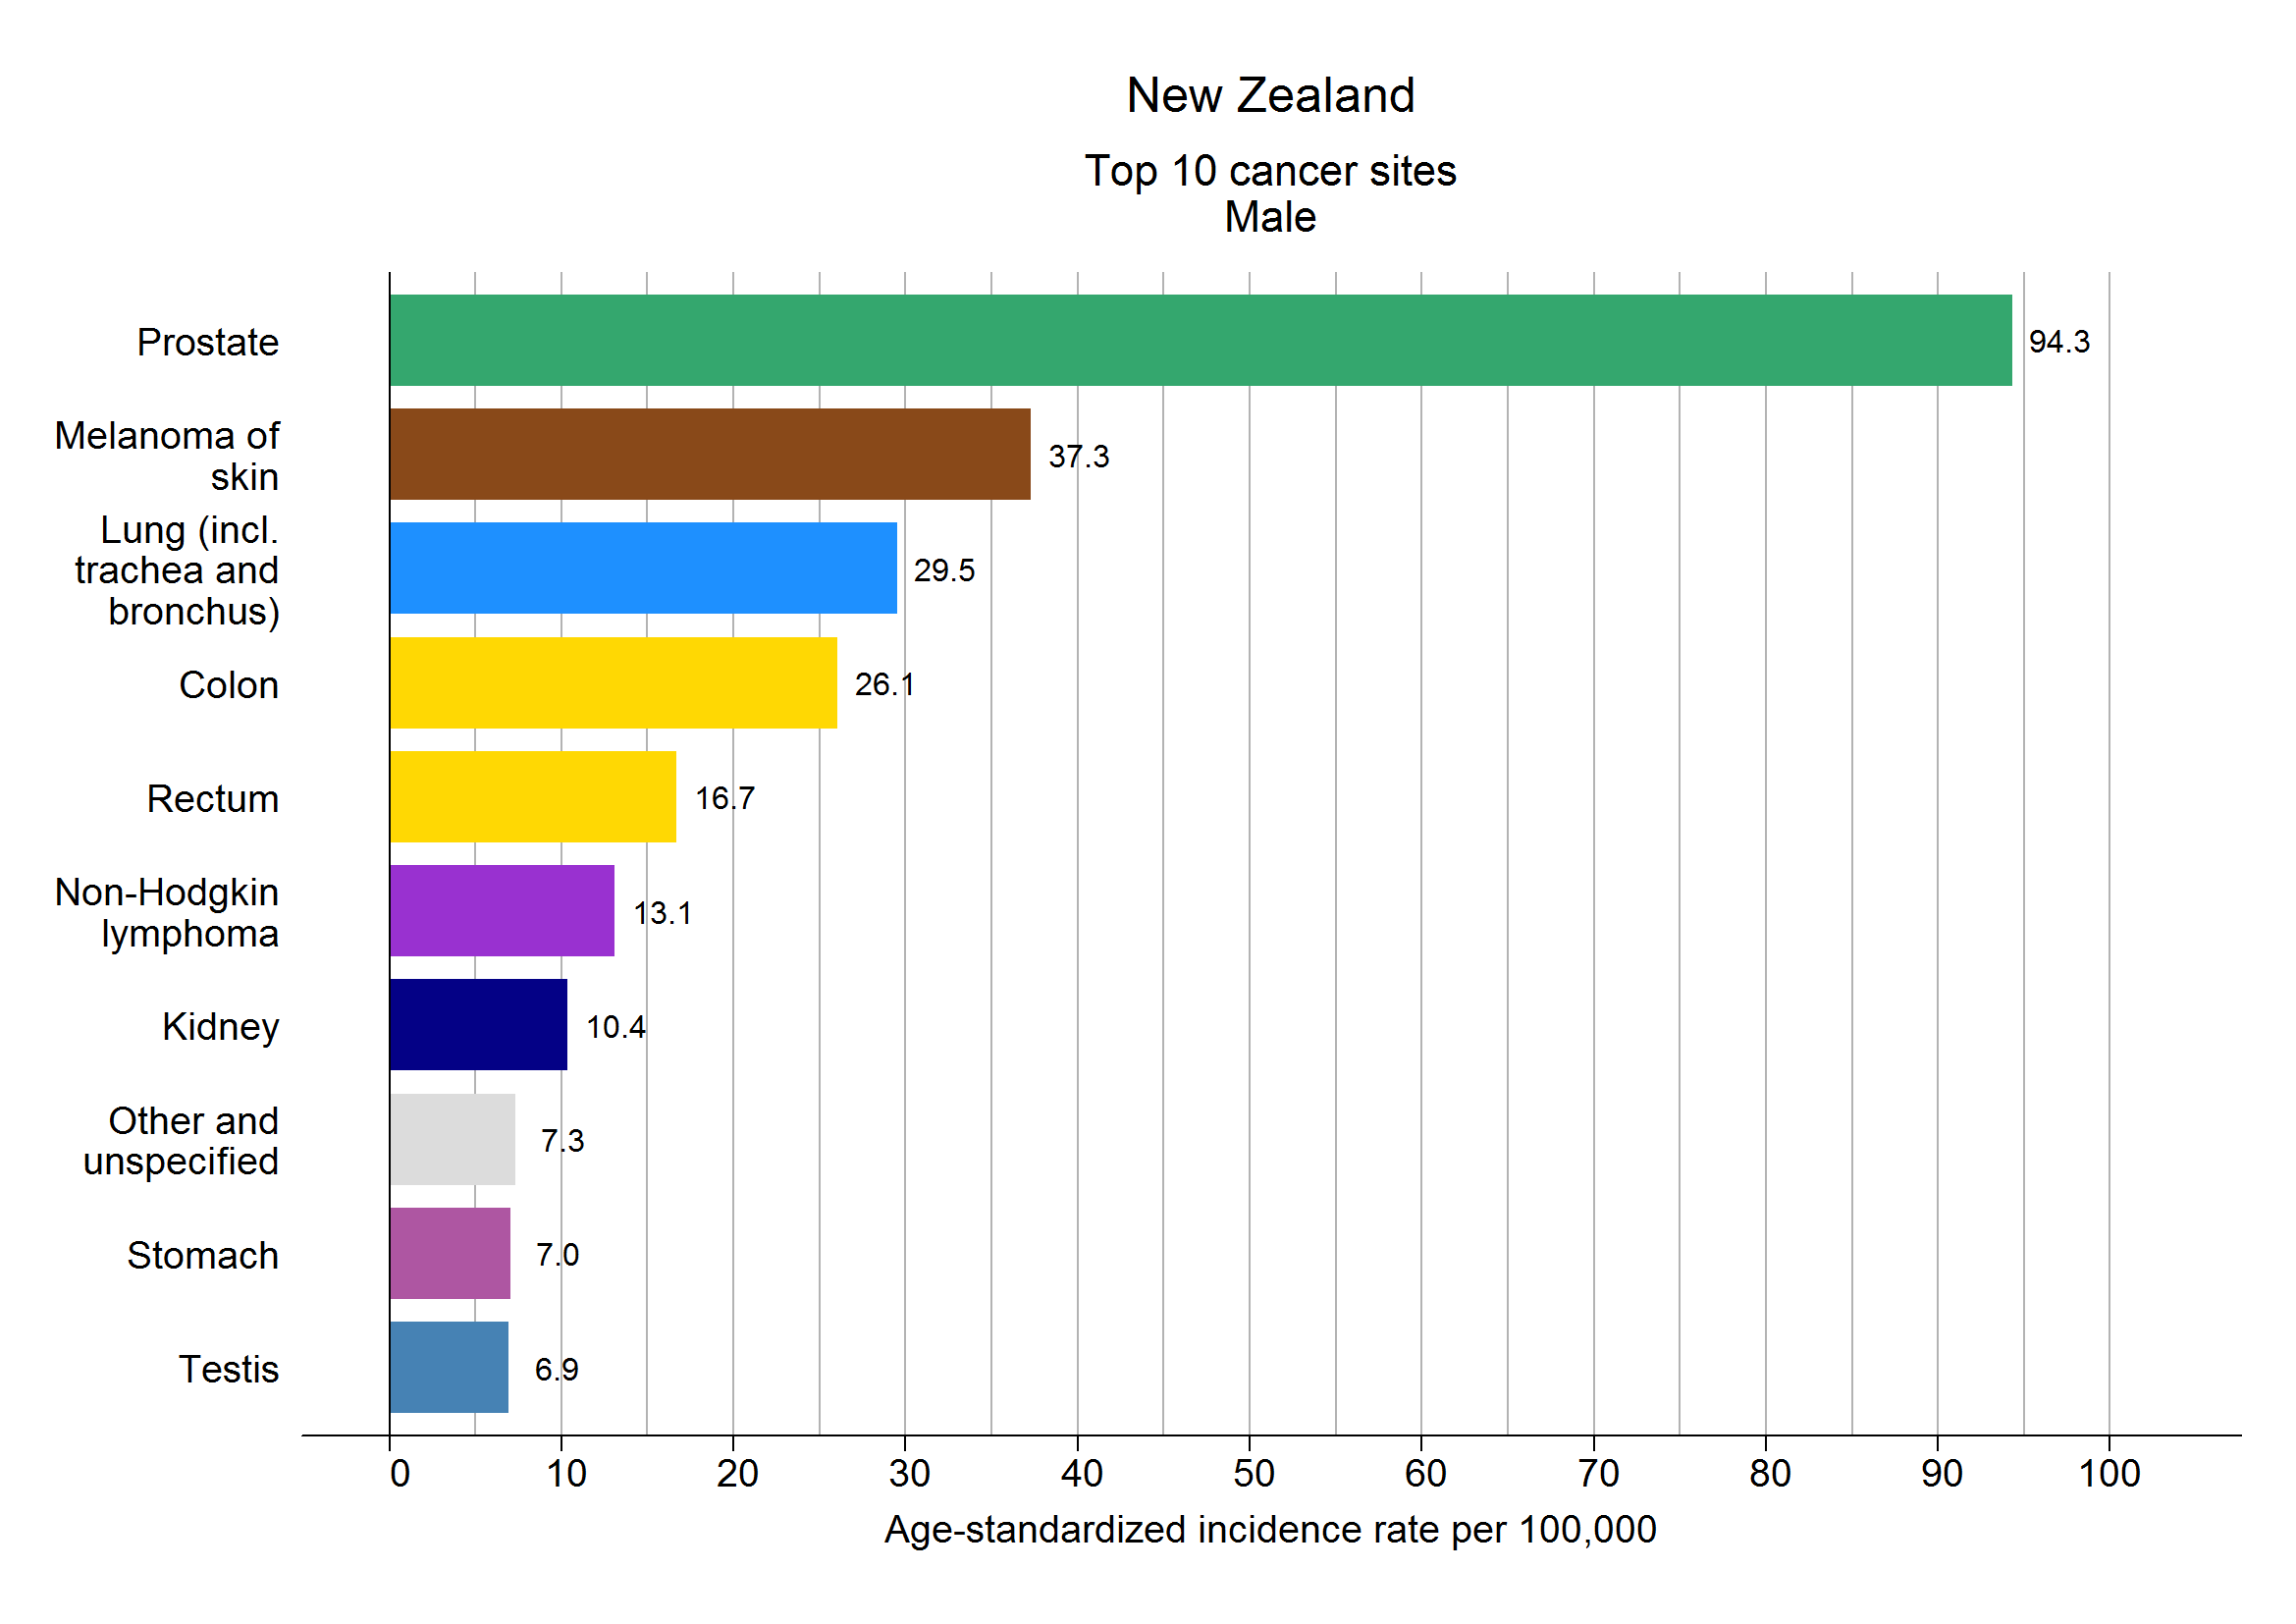 New Zealand
Top 10 cancer sites
Male
Prostate
94.3
Melanoma of
skin
37.3
Lung (incl.
trachea and
bronchus)
29.5
Colon
26.1
Rectum
16.7
Non-Hodgkin
lymphoma
13.1
Kidney
10.4
Other and
unspecified
7.3
Stomach
7.0
Testis
6.9
0 10 20 30 40 50 60 70 80 90 100
Age-standardized incidence rate per 100,000